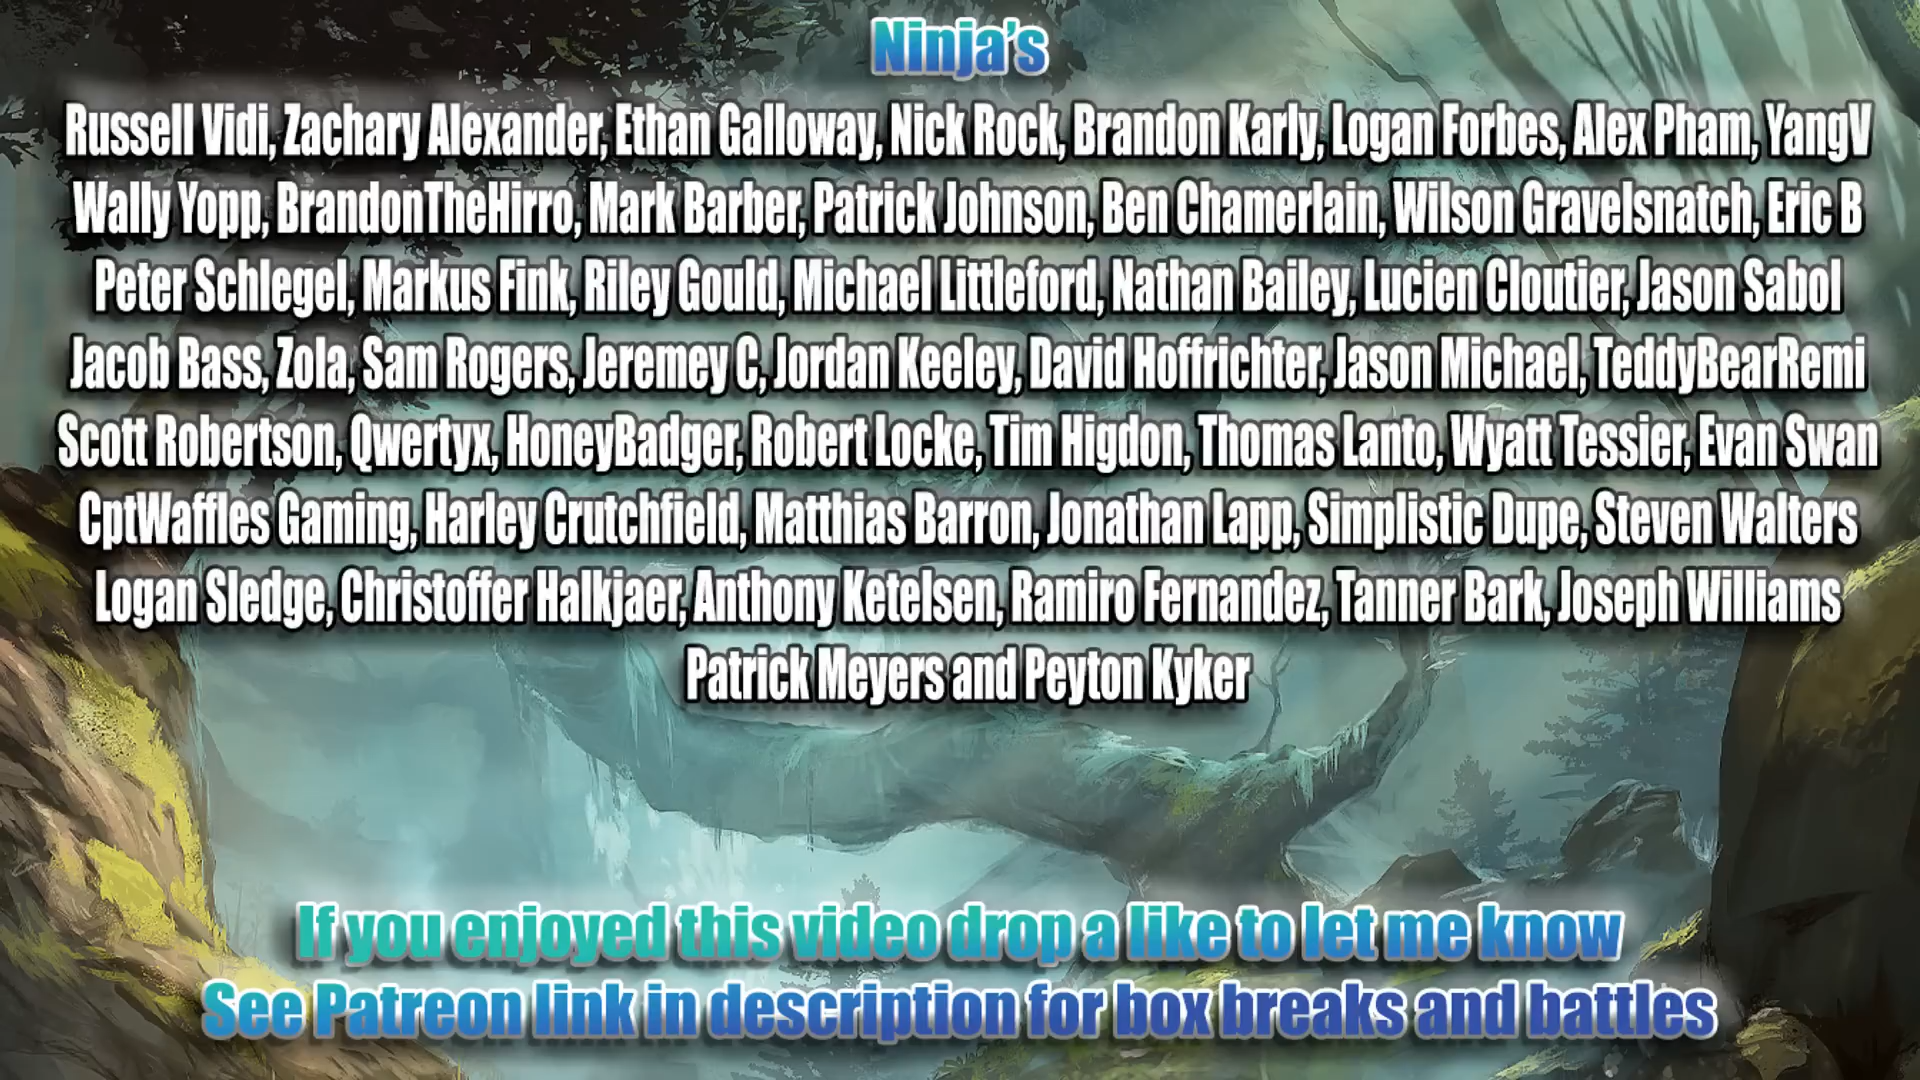 Ninja's
Russell Vidi, Zachary Alexander, Ethan Galloway, Nick Rock, Brandon Karly, Logan Forbes, Alex Pham, YangV
Wally Yopp, BrandonTheHirro, Mark Barber, Patrick Johnson, Ben Chamerlain, Wilson Gravelsnatch, Eric B
Peter Schlegel, Markus Fink, Riley Gould, Michael Littleford, Nathan Bailey, Lucien Cloutier, Jason Sabol
Jacob Bass, Zola, Sam Rogers, Jeremey C, Jordan Keeley, David Hoffrichter, Jason Michael, TeddyBearRemi
Scott Robertson, Qwertyx, HoneyBadger, Robert Locke, Tim Higdon, Thomas Lanto, Wyatt Tessier, Evan Swan
CptWaffles Gaming, Harley Crutchfield, Matthias Barron, Jonathan Lapp, Simplistic Dupe, Steven Walters
Logan Sledge, Christoffer Halkjaer, Anthony Ketelsen, Ramiro Fernandez, Tanner Bark, Joseph Williams
Patrick Meyers and Peyton Kyker
If you enjoyed this video drop a like to let me know
See Patreon link in description for box breaks and battles